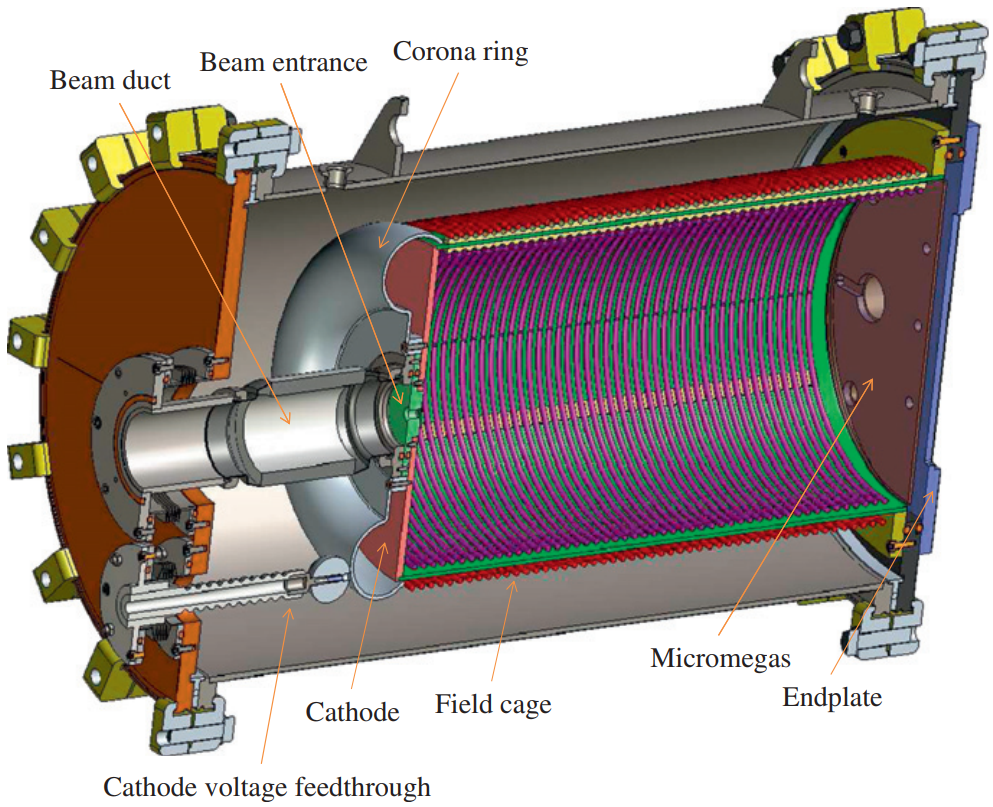 Corona ring
Beam entrance
Beam duct
Micromegas
Endplate
Field cage
Cathode
Cathode voltage feedthrough